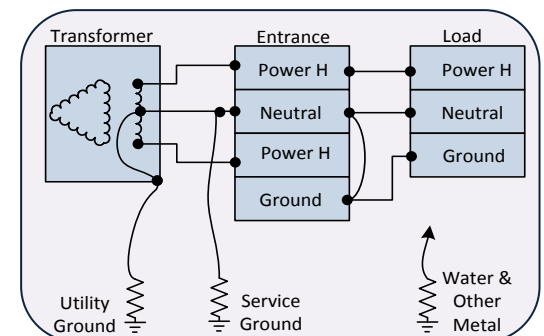 Transformer
Entrance
Load
Power H
Neutral
Power H
Ground
Power H
Neutral
Ground
Utility
Ground
Service
Ground
Water &
Other
Metal